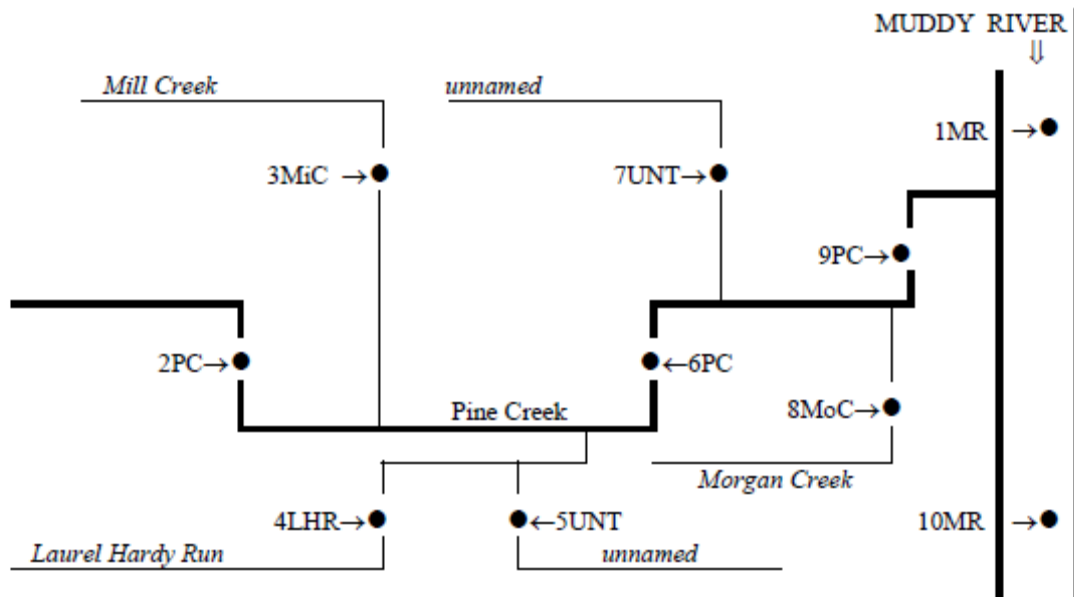 MUDDY RIVER
⇓
Mill Creek
unnamed
1MR →
3MiC →
7UNT→
9PC→
2PC→
←6PC
Pine Creek
8MoC→
Morgan Creek
4LHR→
←5UNT
10MR →
Laurel Hardy Run
unnamed